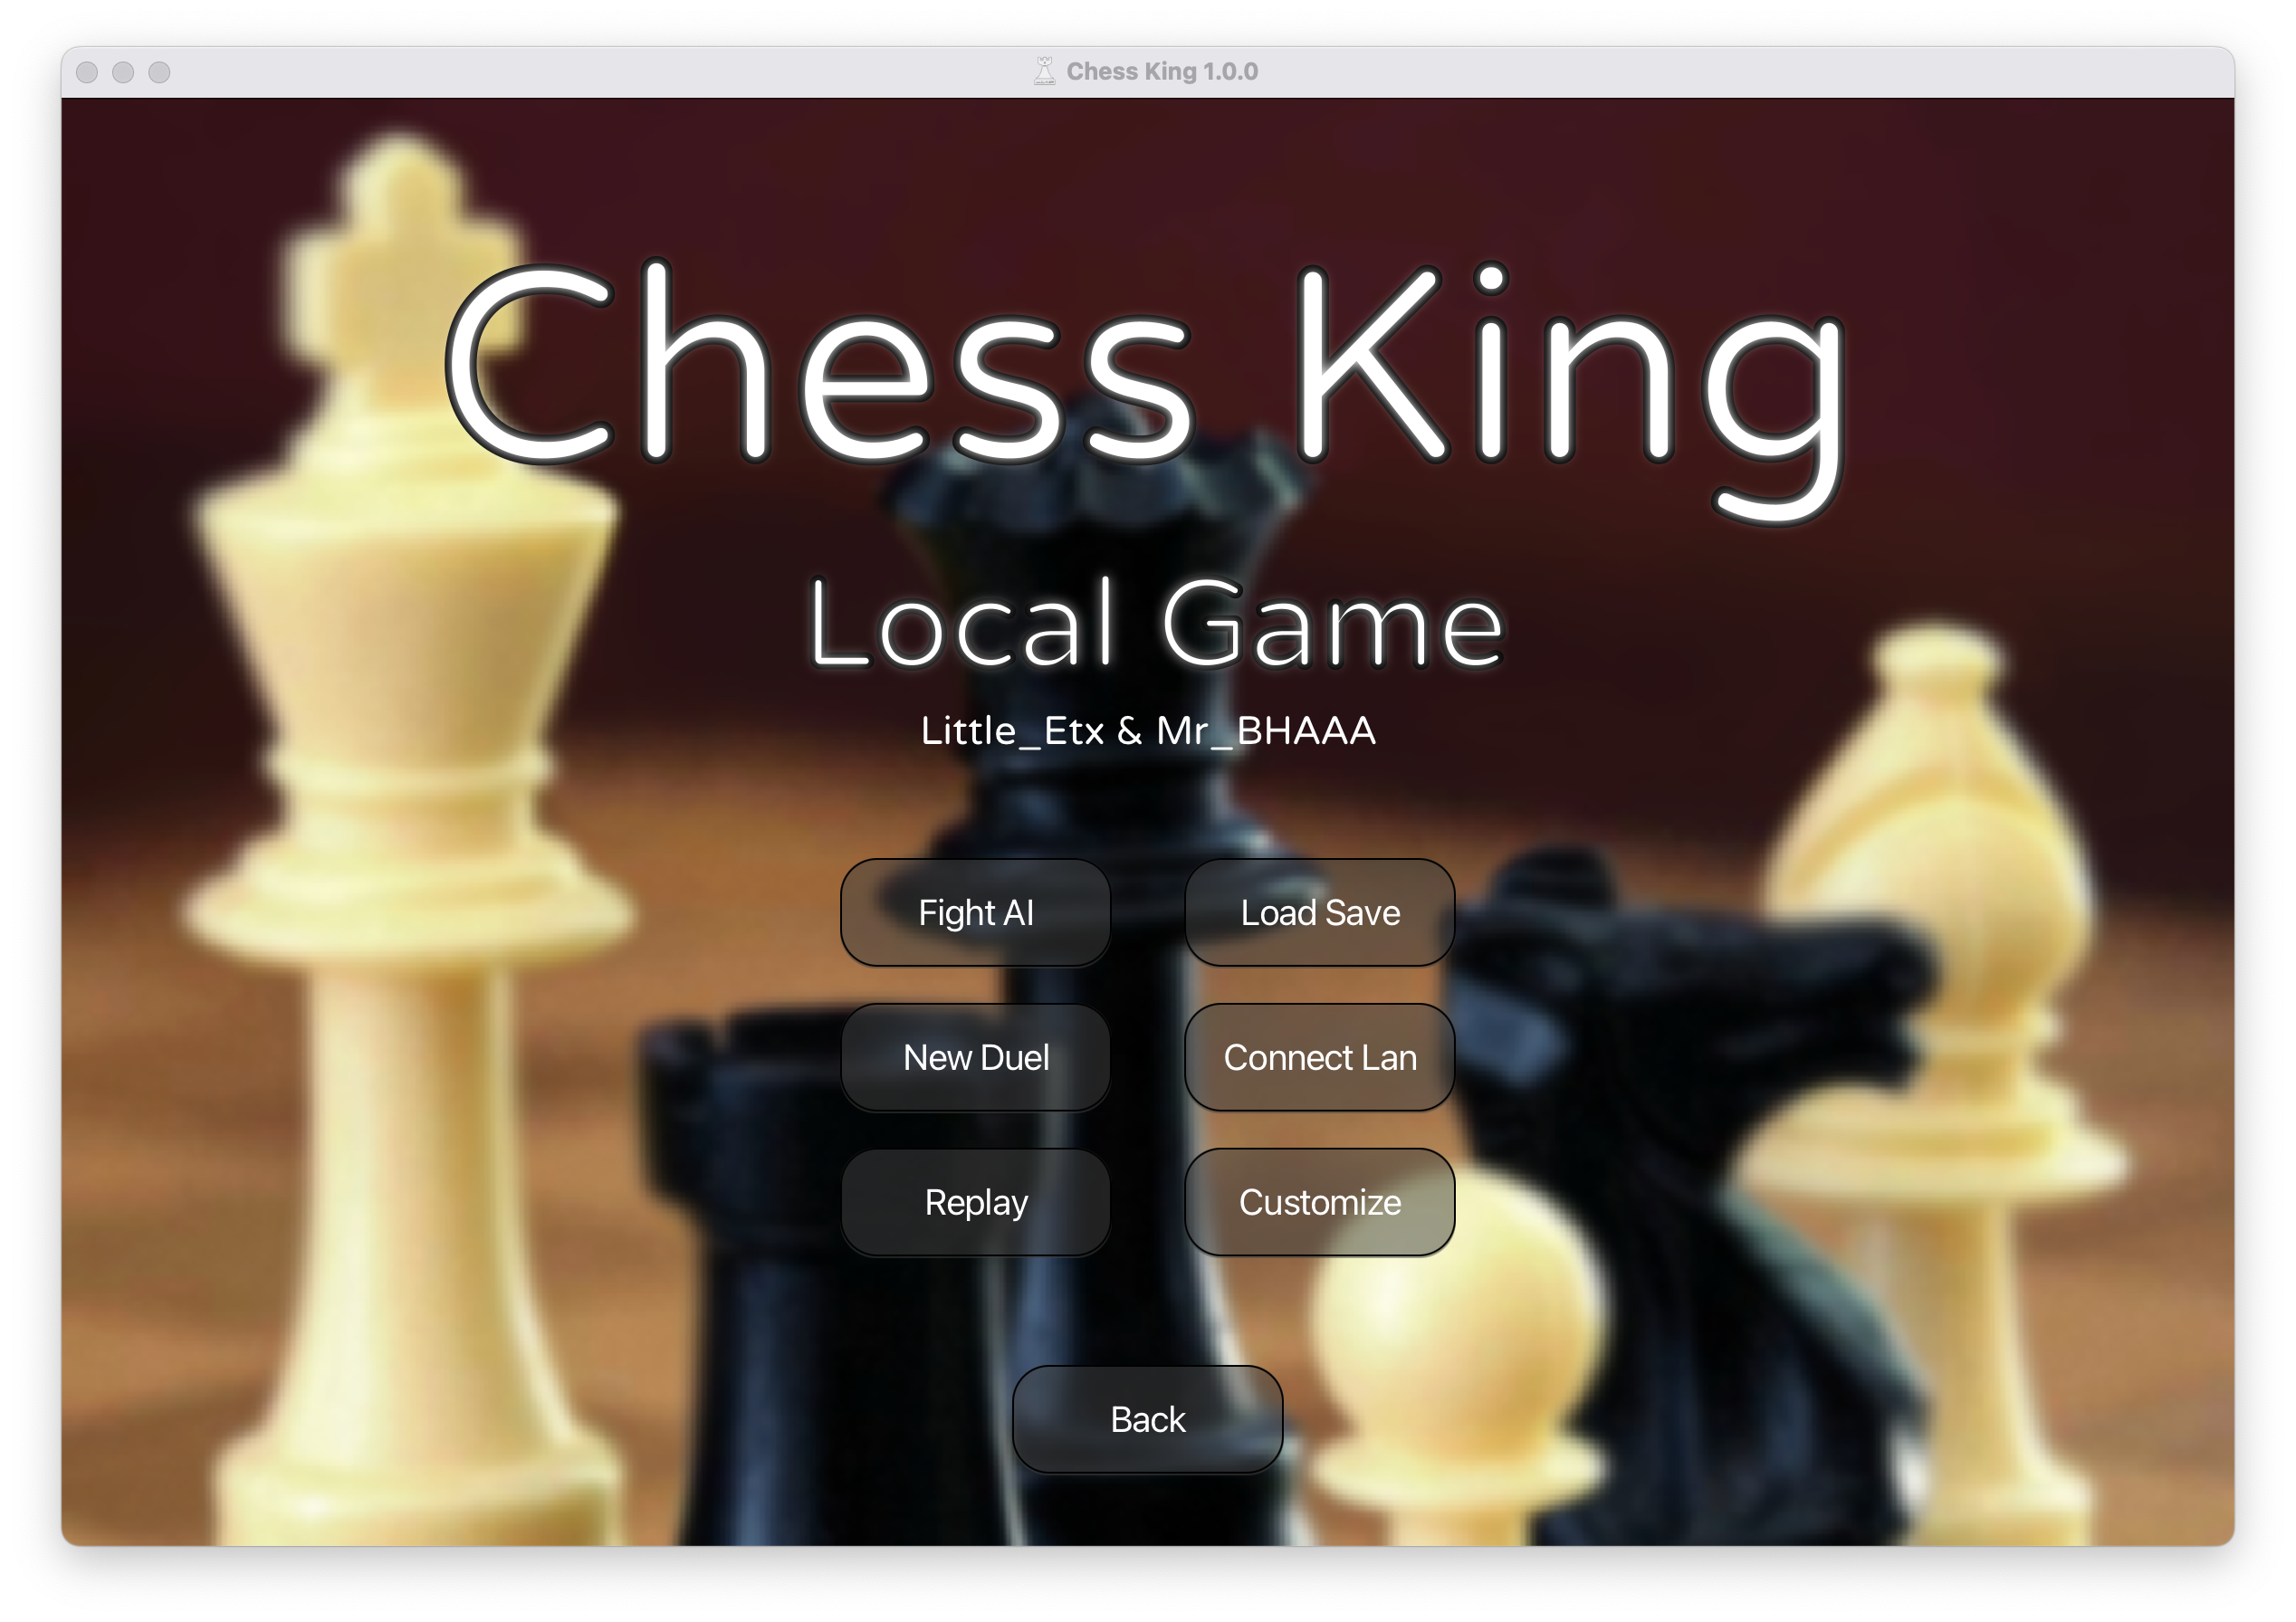 Chess King 1.0.0
Chess King
Local Game
Little_Etx & Mr_BHAAA
Fight AI
Load Save
New Duel
Connect Lan
Replay
Customize
Back